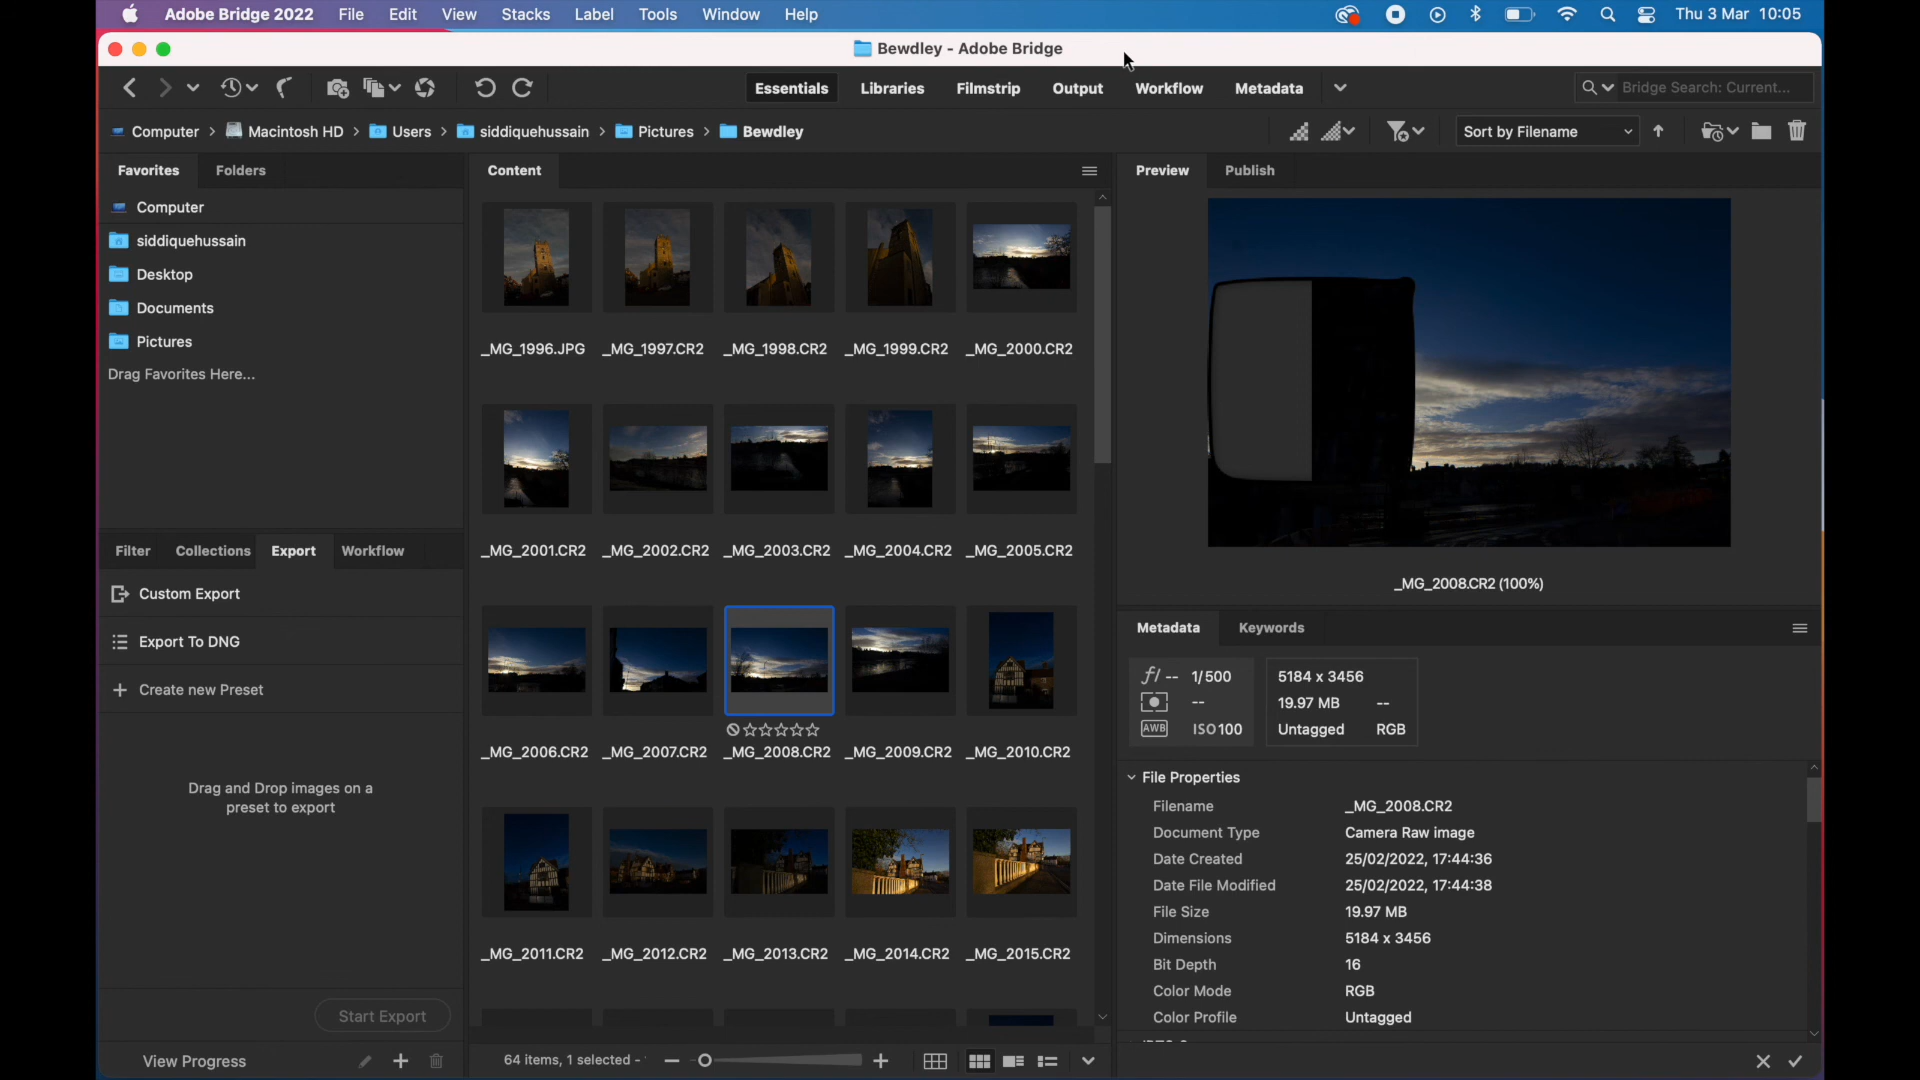 Adobe Bridge 2022 File Edit View Stacks Label Tools Window Help Thu 3 Mar 10:05
Bewdley - Adobe Bridge
Essentials Libraries Filmstrip Output Workflow Metadata Bridge Search: Current...
Computer > Macintosh HD > Users > siddiquehussain > Pictures > Bewdley Sort by Filename
Favorites Folders
Computer
siddiquehussain
Desktop
Documents
Pictures
Drag Favorites Here...
Filter Collections Export Workflow
Custom Export
Export To DNG
Create new Preset
Drag and Drop images on a
preset to export
Start Export
View Progress
Content
_MG_1996.JPG _MG_1997.CR2 _MG_1998.CR2 _MG_1999.CR2 _MG_2000.CR2
_MG_2001.CR2 _MG_2002.CR2 _MG_2003.CR2 _MG_2004.CR2 _MG_2005.CR2
_MG_2006.CR2 _MG_2007.CR2 _MG_2008.CR2 _MG_2009.CR2 _MG_2010.CR2
_MG_2011.CR2 _MG_2012.CR2 _MG_2013.CR2 _MG_2014.CR2 _MG_2015.CR2
64 items, 1 selected -
Preview Publish
_MG_2008.CR2 (100%)
Metadata Keywords
f/ -- 1/500 5184 x 3456
-- 19.97 MB --
AWB ISO100 Untagged RGB
File Properties
Filename _MG_2008.CR2
Document Type Camera Raw image
Date Created 25/02/2022, 17:44:36
Date File Modified 25/02/2022, 17:44:38
File Size 19.97 MB
Dimensions 5184 x 3456
Bit Depth 16
Color Mode RGB
Color Profile Untagged